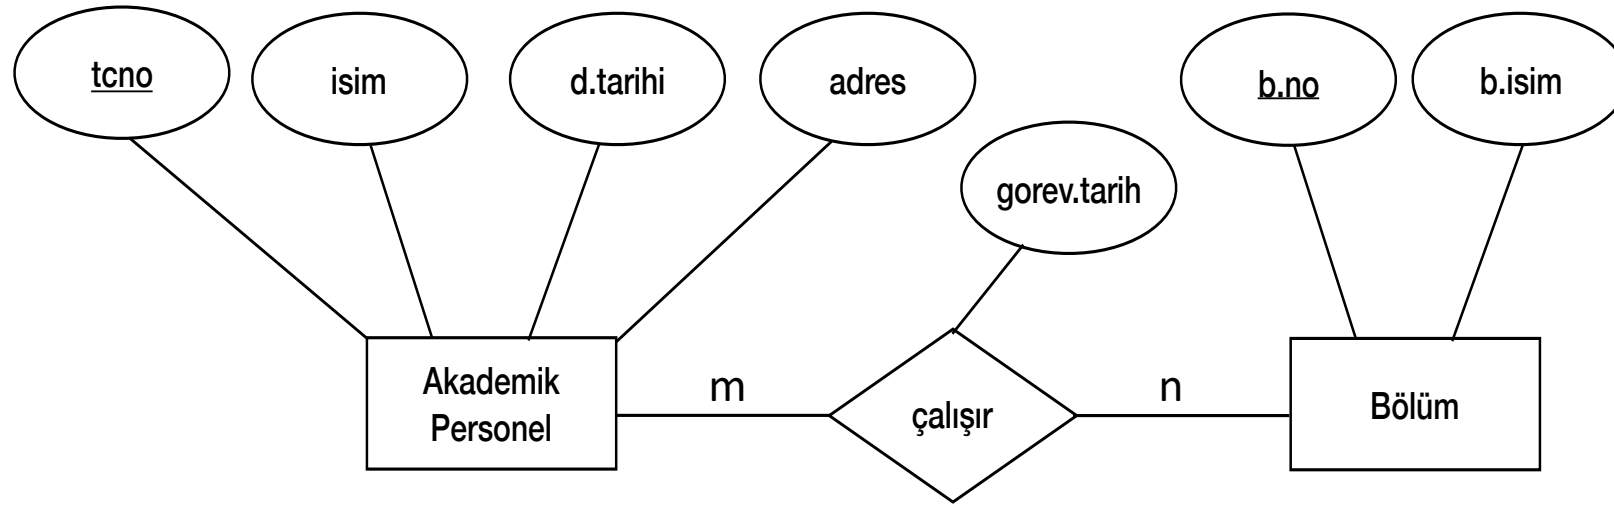 tcno
isim
d.tarihi
adres
b.no
b.isim
gorev.tarih
Akademik
Personel
m
çalışır
n
Bölüm